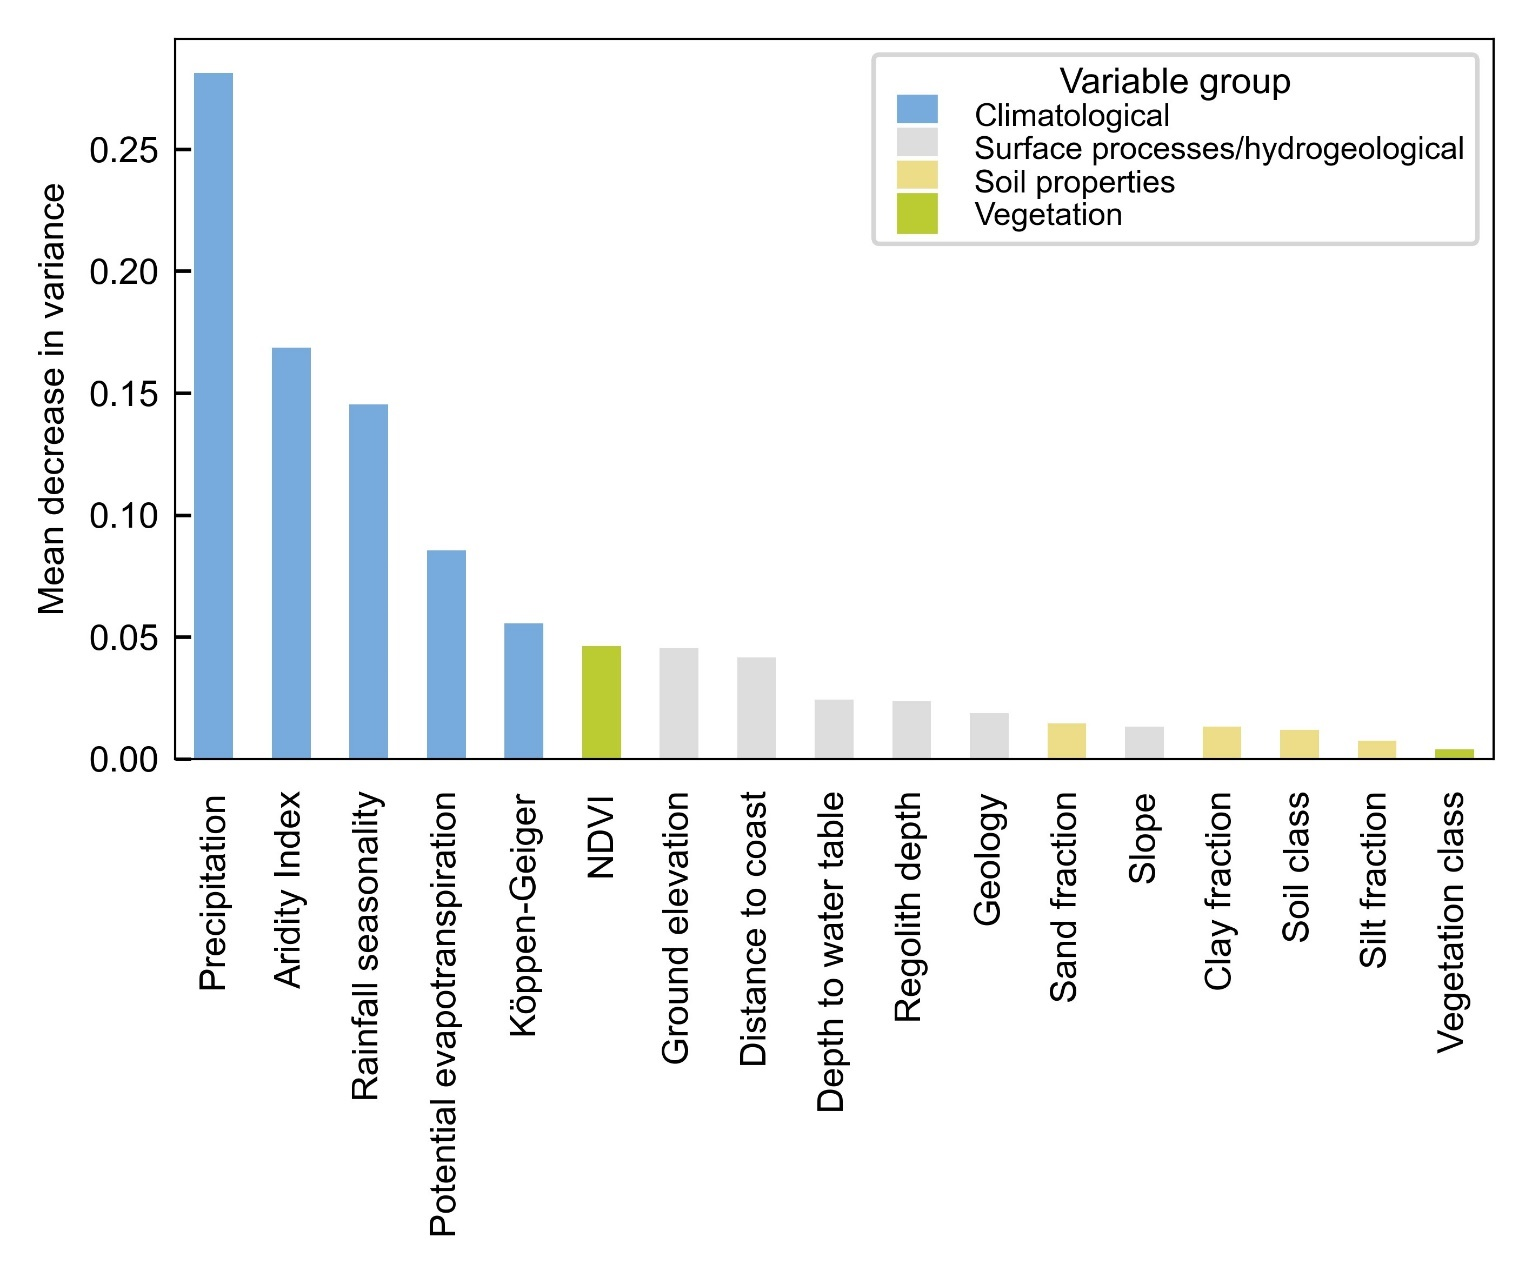 Variable group
Climatological
Surface processes/hydrogeological
Soil properties
Vegetation
Mean decrease in variance
0.25
0.20
0.15
0.10
0.05
0.00
Precipitation
Aridity Index
Rainfall seasonality
Potential evapotranspiration
Köppen-Geiger
NDVI
Ground elevation
Distance to coast
Depth to water table
Regolith depth
Geology
Sand fraction
Slope
Clay fraction
Soil class
Silt fraction
Vegetation class